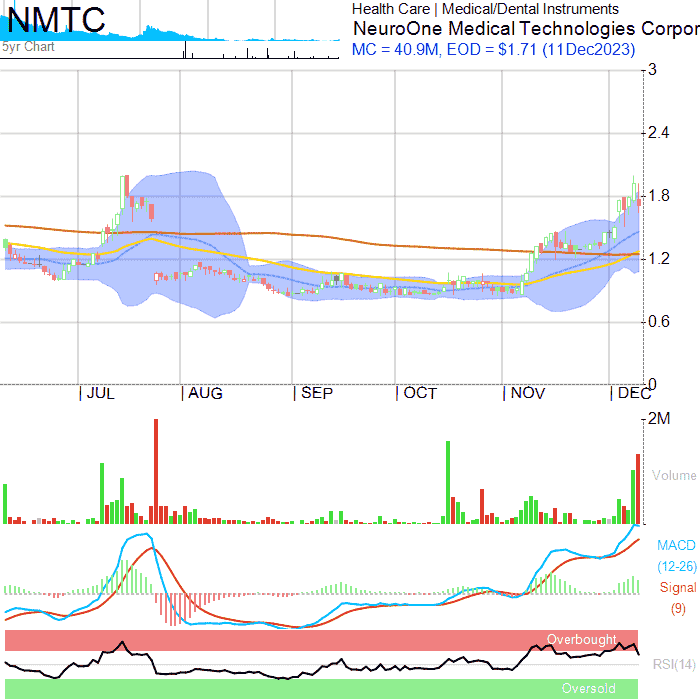 NMTC
5yr Chart
Health Care | Medical/Dental Instruments
NeuroOne Medical Technologies Corpor
MC = 40.9M, EOD = $1.71 (11Dec2023)
3
2.4
1.8
1.2
0.6
0
JUL AUG SEP OCT NOV DEC
2M
Volume
MACD
(12-26)
Signal
(9)
Overbought
RSI(14)
Oversold